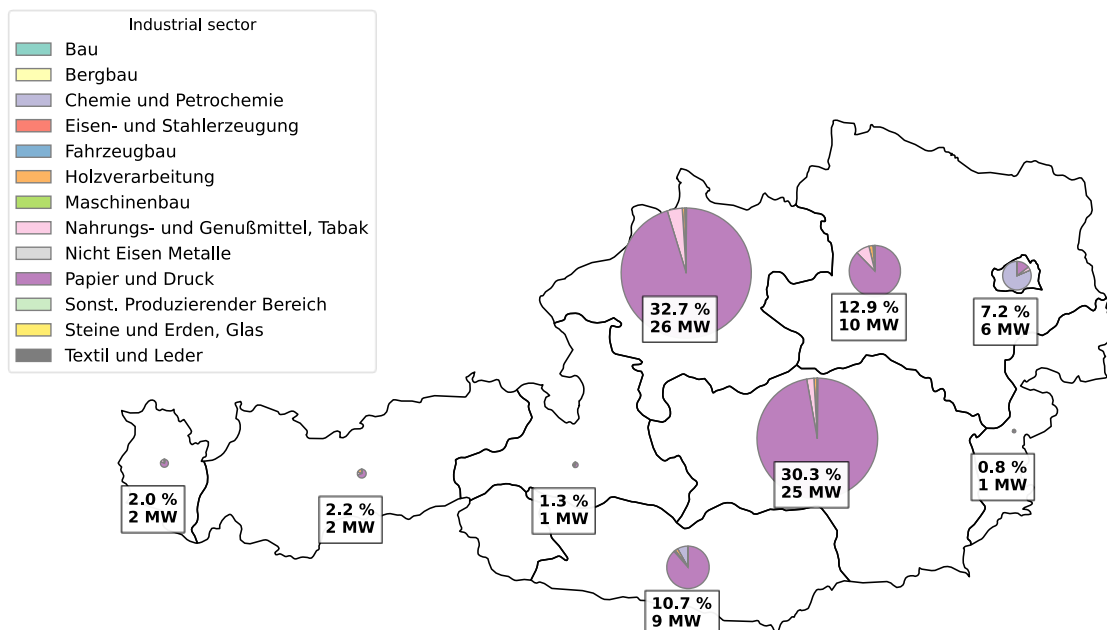 Industrial sector
Bau
Bergbau
Chemie und Petrochemie
Eisen- und Stahlerzeugung
Fahrzeugbau
Holzverarbeitung
Maschinenbau
Nahrungs- und Genußmittel, Tabak
Nicht Eisen Metalle
Papier und Druck
Sonst. Produzierender Bereich
Steine und Erden, Glas
Textil und Leder
32.7 %
26 MW
12.9 %
10 MW
7.2 %
6 MW
30.3 %
25 MW
0.8 %
1 MW
2.0 %
2 MW
2.2 %
2 MW
1.3 %
1 MW
10.7 %
9 MW